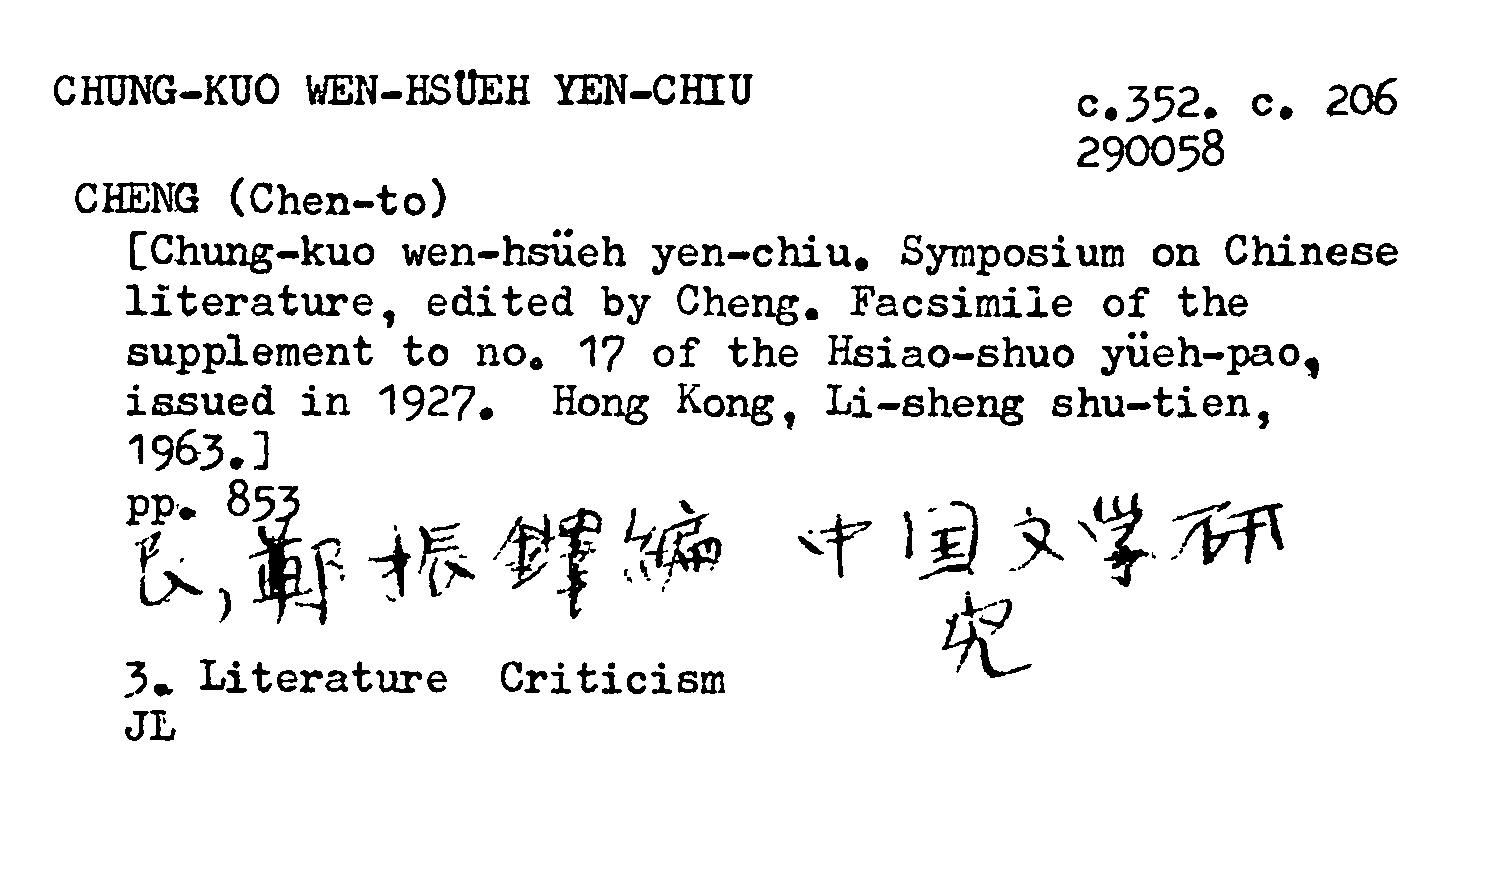 CHUNG-KUO WEN-HSÜEH YEN-CHIU
c.352. c. 206
290058
CHENG (Chen-to)
[Chung-kuo wen-hsüeh yen-chiu. Symposium on Chinese
literature, edited by Cheng. Facsimile of the
supplement to no. 17 of the Hsiao-shuo yüeh-pao,
issued in 1927. Hong Kong, Li-sheng shu-tien,
1963.]
pp. 853
鄭振鐸編 中国文学研
究
3. Literature Criticism
JL